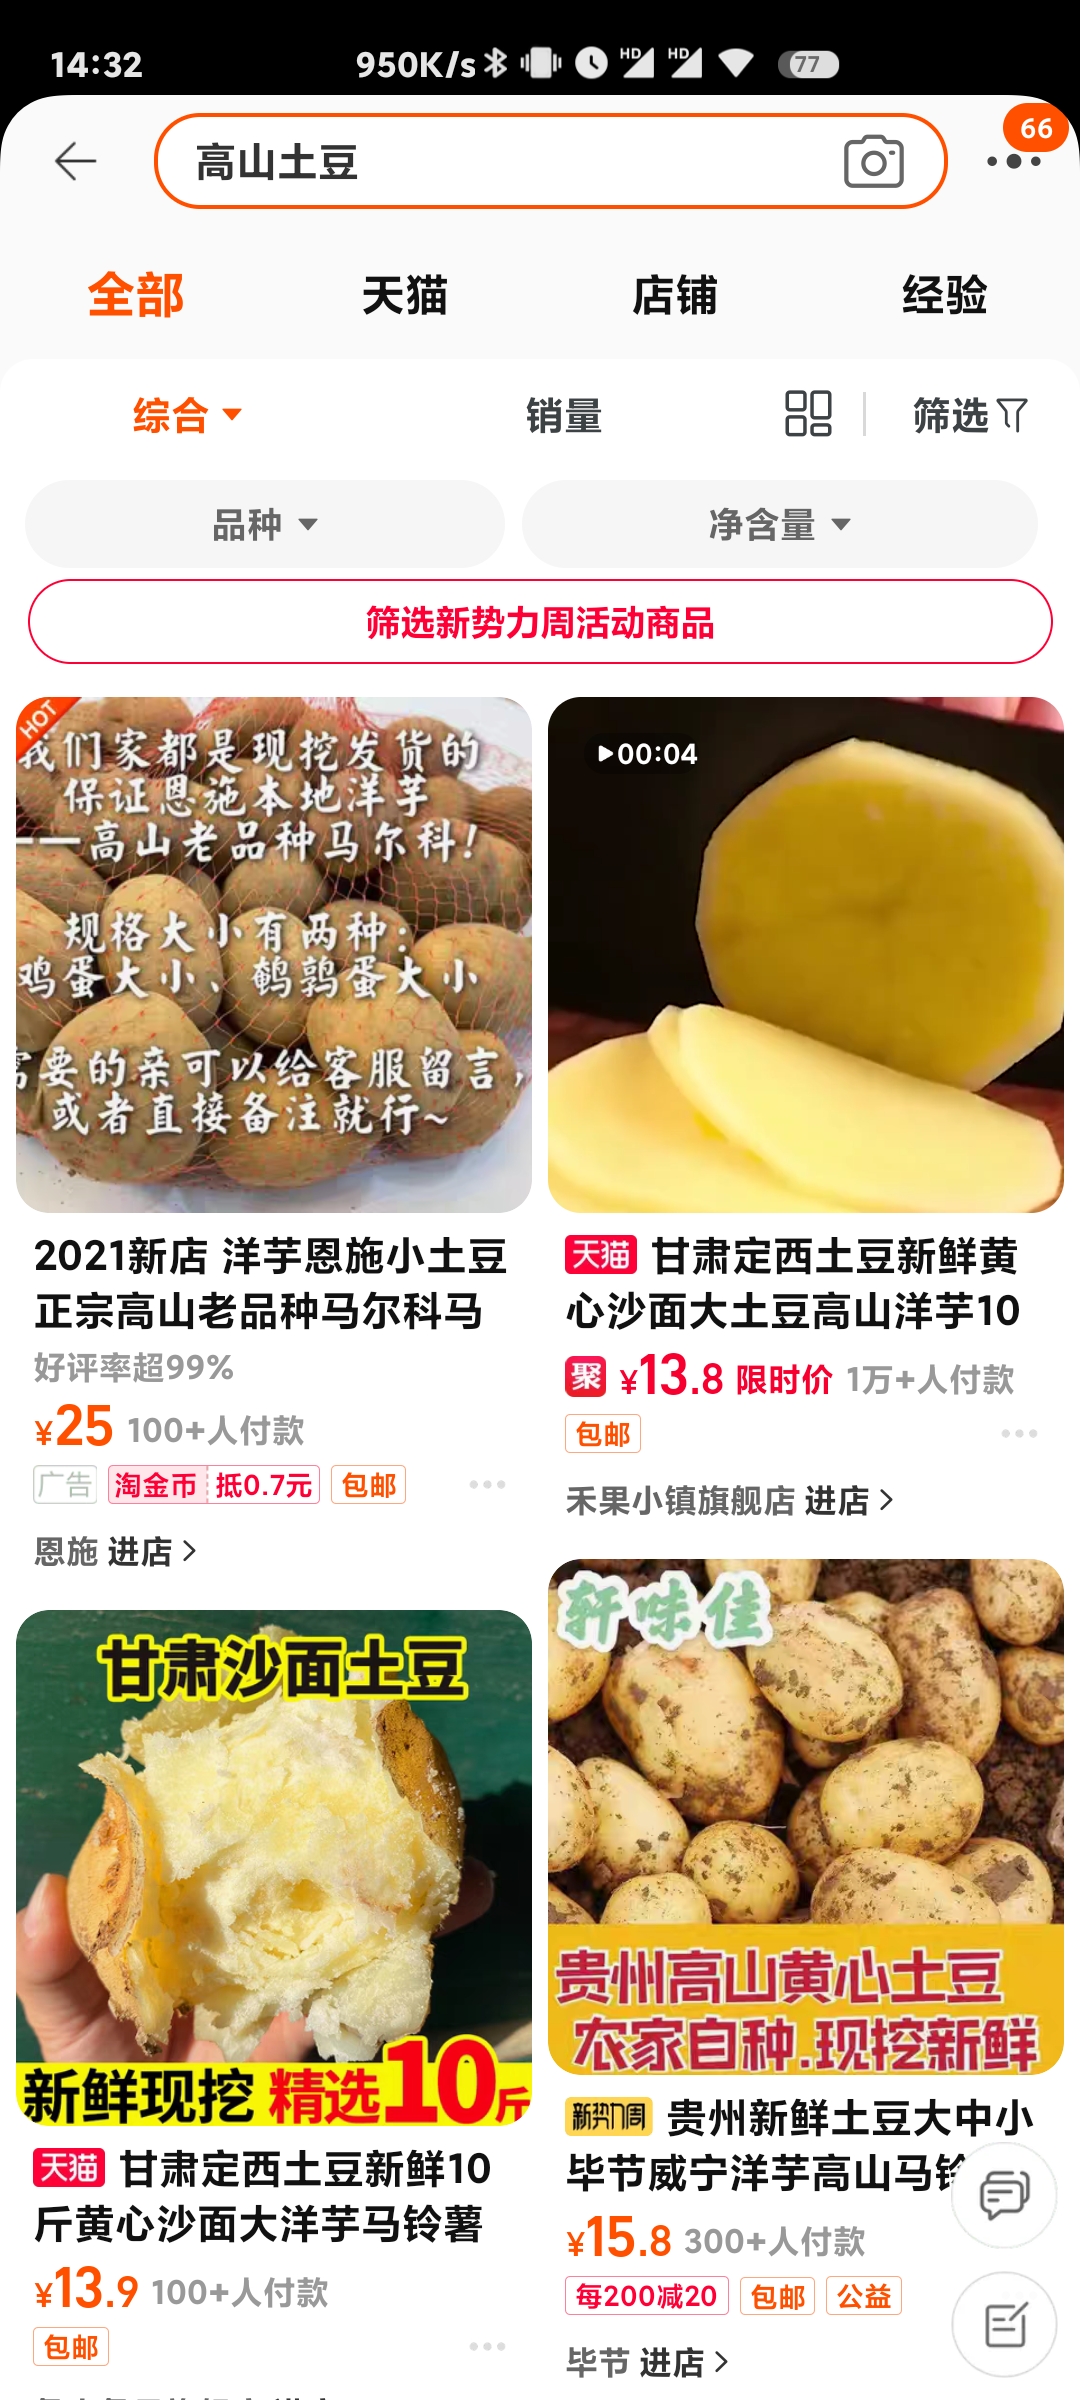 14:32
950K/s
HD
HD
77
高山土豆
66
全部
天猫
店铺
经验
综合
销量
筛选
品种
净含量
筛选新势力周活动商品
HOT
我们家都是现挖发货的
保证恩施本地洋芋
——高山老品种马尔科！
规格大小有两种：
鸡蛋大小、鹌鹑蛋大小
需要的亲可以给客服留言，
或者直接备注就行~
2021新店 洋芋恩施小土豆
正宗高山老品种马尔科马
好评率超99%
¥25 100+人付款
广告 淘金币 抵0.7元 包邮
恩施 进店
00:04
天猫 甘肃定西土豆新鲜黄
心沙面大土豆高山洋芋10
聚 ¥13.8 限时价 1万+人付款
包邮
禾果小镇旗舰店 进店
甘肃沙面土豆
新鲜现挖 精选10斤
天猫 甘肃定西土豆新鲜10
斤黄心沙面大洋芋马铃薯
¥13.9 100+人付款
包邮
轩味佳
贵州高山黄心土豆
农家自种.现挖新鲜
新势力周 贵州新鲜土豆大中小
毕节威宁洋芋高山马铃
¥15.8 300+人付款
每200减20 包邮 公益
毕节 进店